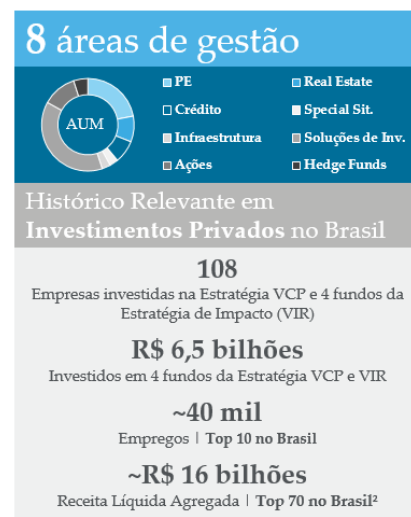 8 áreas de gestão
AUM
PE
Real Estate
Crédito
Special Sit.
Infraestrutura
Soluções de Inv.
Ações
Hedge Funds
Histórico Relevante em
Investimentos Privados no Brasil
108
Empresas investidas na Estratégia VCP e 4 fundos da
Estratégia de Impacto (VIR)
R$ 6,5 bilhões
Investidos em 4 fundos da Estratégia VCP e VIR
~40 mil
Empregos | Top 10 no Brasil
~R$ 16 bilhões
Receita Líquida Agregada | Top 70 no Brasil²